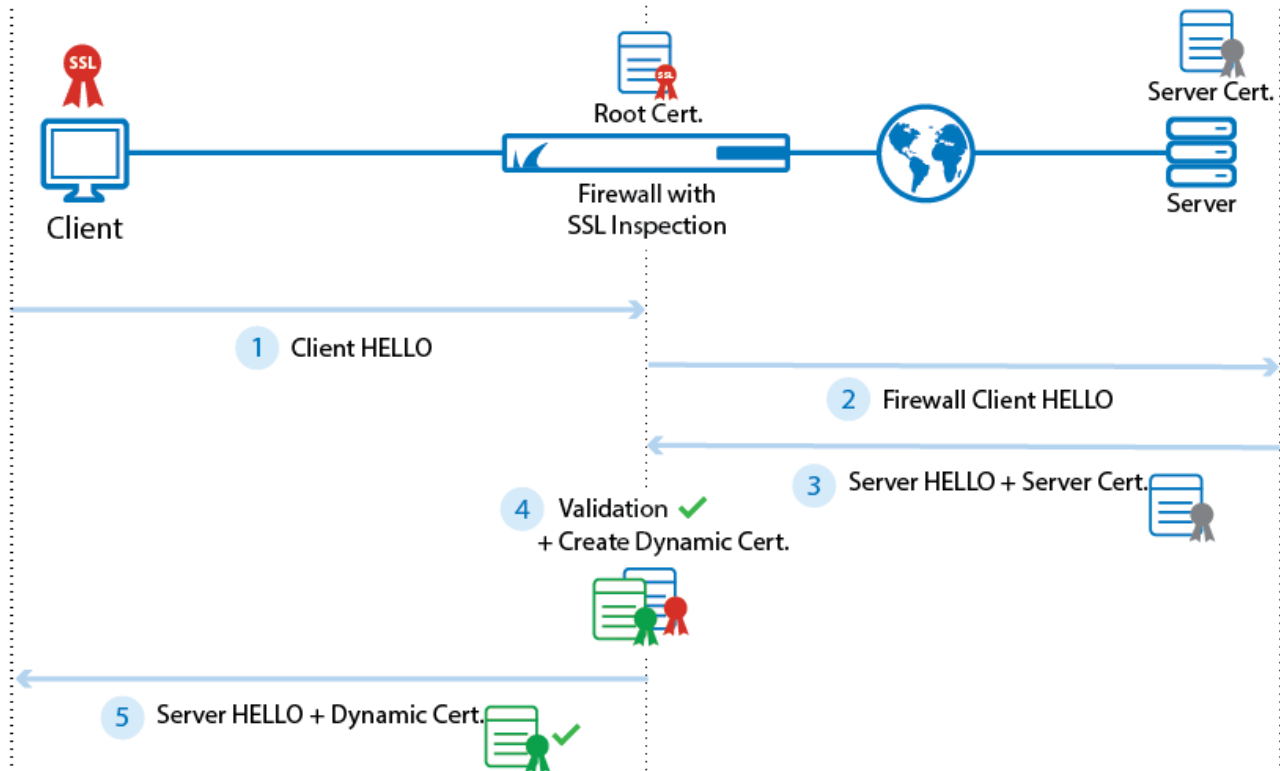 SSL
SSL
Root Cert.
Server Cert.
Client
Firewall with
SSL Inspection
Server
1 Client HELLO
2 Firewall Client HELLO
3 Server HELLO + Server Cert.
4 Validation
+ Create Dynamic Cert.
5 Server HELLO + Dynamic Cert.